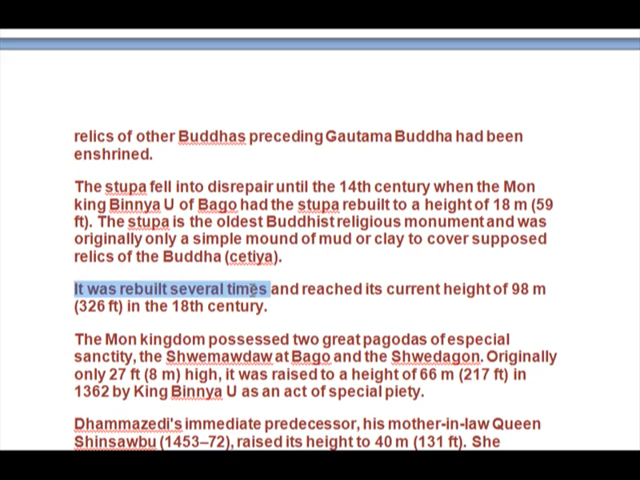 relics of other Buddhas preceding Gautama Buddha had been
enshrined.
The stupa fell into disrepair until the 14th century when the Mon
king Binnya U of Bago had the stupa rebuilt to a height of 18 m (59
ft). The stupa is the oldest Buddhist religious monument and was
originally only a simple mound of mud or clay to cover supposed
relics of the Buddha (cetiya).
It was rebuilt several times and reached its current height of 98 m
(326 ft) in the 18th century.
The Mon kingdom possessed two great pagodas of especial
sanctity, the Shwemawdaw at Bago and the Shwedagon. Originally
only 27 ft (8 m) high, it was raised to a height of 66 m (217 ft) in
1362 by King Binnya U as an act of special piety.
Dhammazedi's immediate predecessor, his mother-in-law Queen
Shinsawbu (1453–72), raised its height to 40 m (131 ft). She